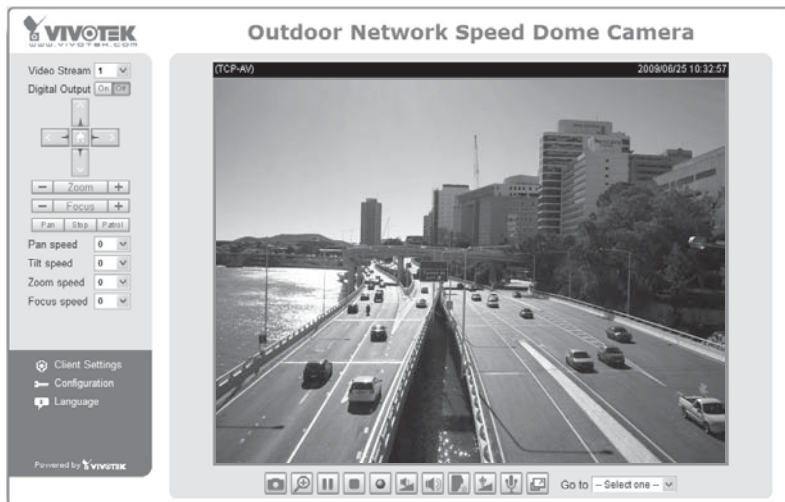 VIVOTEK
www.vivotek.com
Outdoor Network Speed Dome Camera
Video Stream 1
Digital Output On Off
Zoom
Focus
Pan Stop Patrol
Pan speed 0
Tilt speed 0
Zoom speed 0
Focus speed 0
Client Settings
Configuration
Language
Powered by VIVOTEK
(TCP-AV) 2009/06/25 10:32:57
Go to -- Select one --